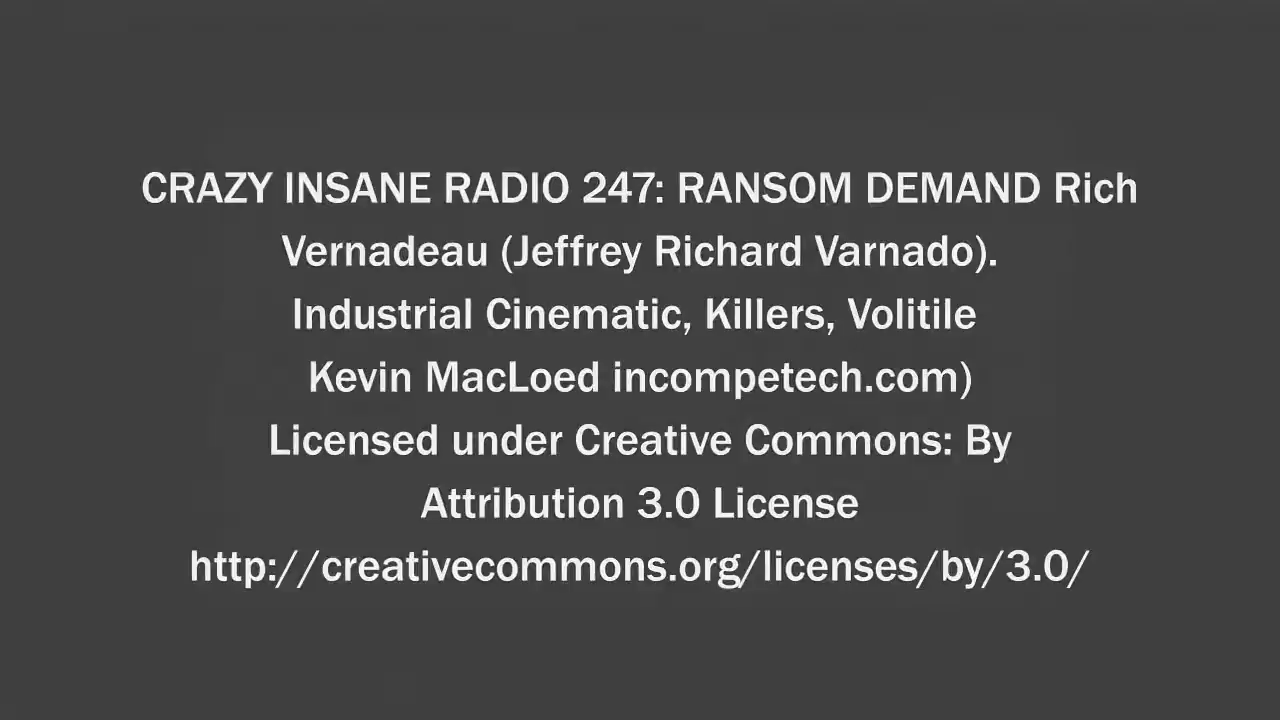 CRAZY INSANE RADIO 247: RANSOM DEMAND Rich
Vernadeau (Jeffrey Richard Varnado).
Industrial Cinematic, Killers, Volitile
Kevin MacLoed incompetech.com)
Licensed under Creative Commons: By
Attribution 3.0 License
http://creativecommons.org/licenses/by/3.0/